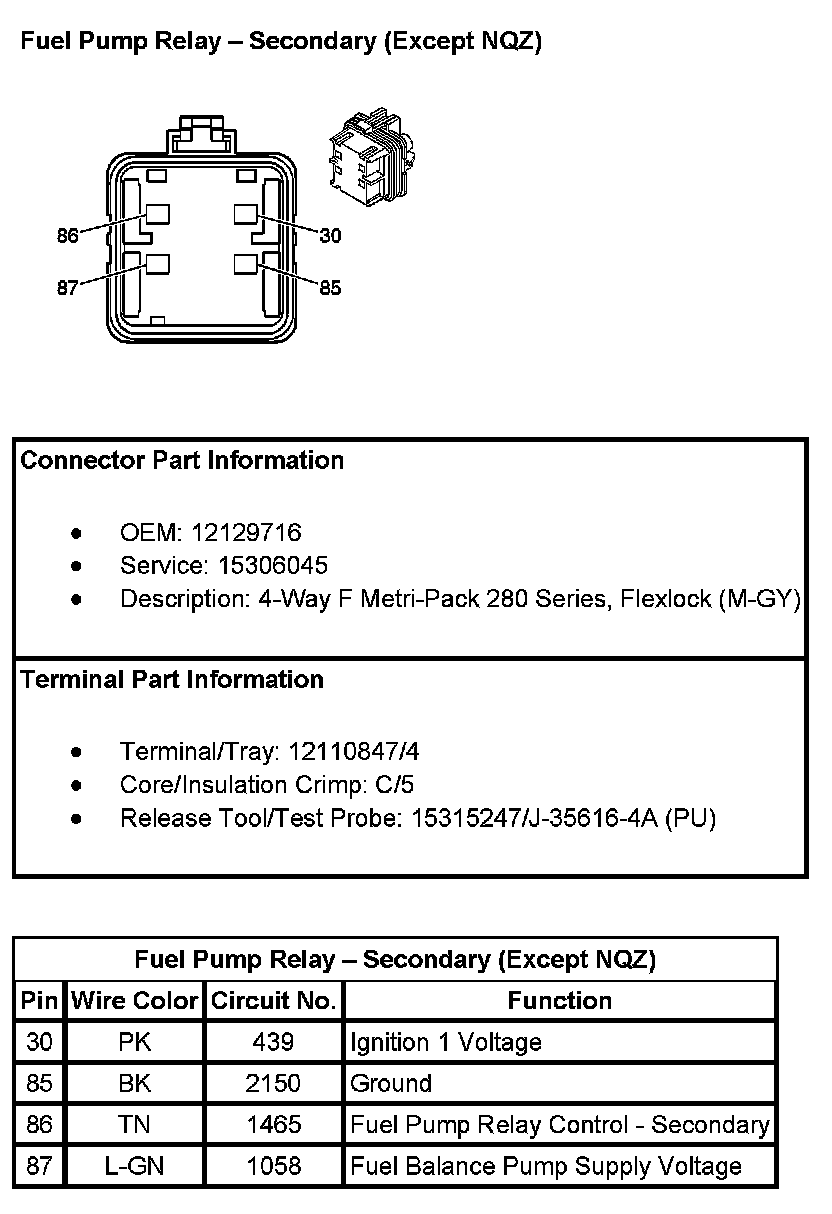 Fuel Pump Relay – Secondary (Except NQZ)
86
30
87
85
Connector Part Information
• OEM: 12129716
• Service: 15306045
• Description: 4-Way F Metri-Pack 280 Series, Flexlock (M-GY)
Terminal Part Information
• Terminal/Tray: 12110847/4
• Core/Insulation Crimp: C/5
• Release Tool/Test Probe: 15315247/J-35616-4A (PU)
Fuel Pump Relay – Secondary (Except NQZ)
Pin Wire Color Circuit No. Function
30 PK 439 Ignition 1 Voltage
85 BK 2150 Ground
86 TN 1465 Fuel Pump Relay Control - Secondary
87 L-GN 1058 Fuel Balance Pump Supply Voltage